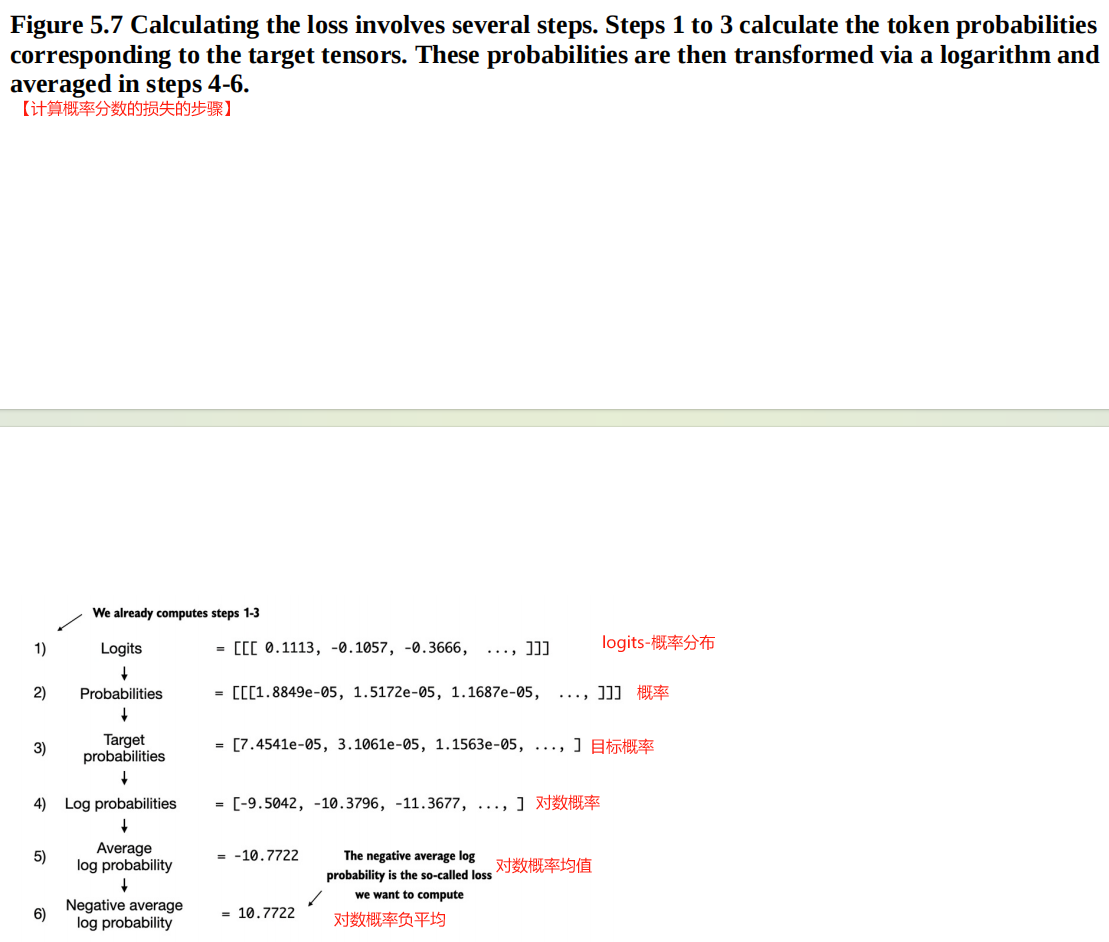 Figure 5.7 Calculating the loss involves several steps. Steps 1 to 3 calculate the token probabilities
corresponding to the target tensors. These probabilities are then transformed via a logarithm and
averaged in steps 4-6.
【计算概率分数的损失的步骤】
We already computes steps 1-3
1) Logits = [[[ 0.1113, -0.1057, -0.3666, ..., ]]] logits-概率分布
2) Probabilities = [[[1.8849e-05, 1.5172e-05, 1.1687e-05, ..., ]]] 概率
3) Target
probabilities = [7.4541e-05, 3.1061e-05, 1.1563e-05, ..., ] 目标概率
4) Log probabilities = [-9.5042, -10.3796, -11.3677, ..., ] 对数概率
5) Average
log probability = -10.7722
The negative average log
probability is the so-called loss
we want to compute
对数概率均值
6) Negative average
log probability = 10.7722
对数概率负平均